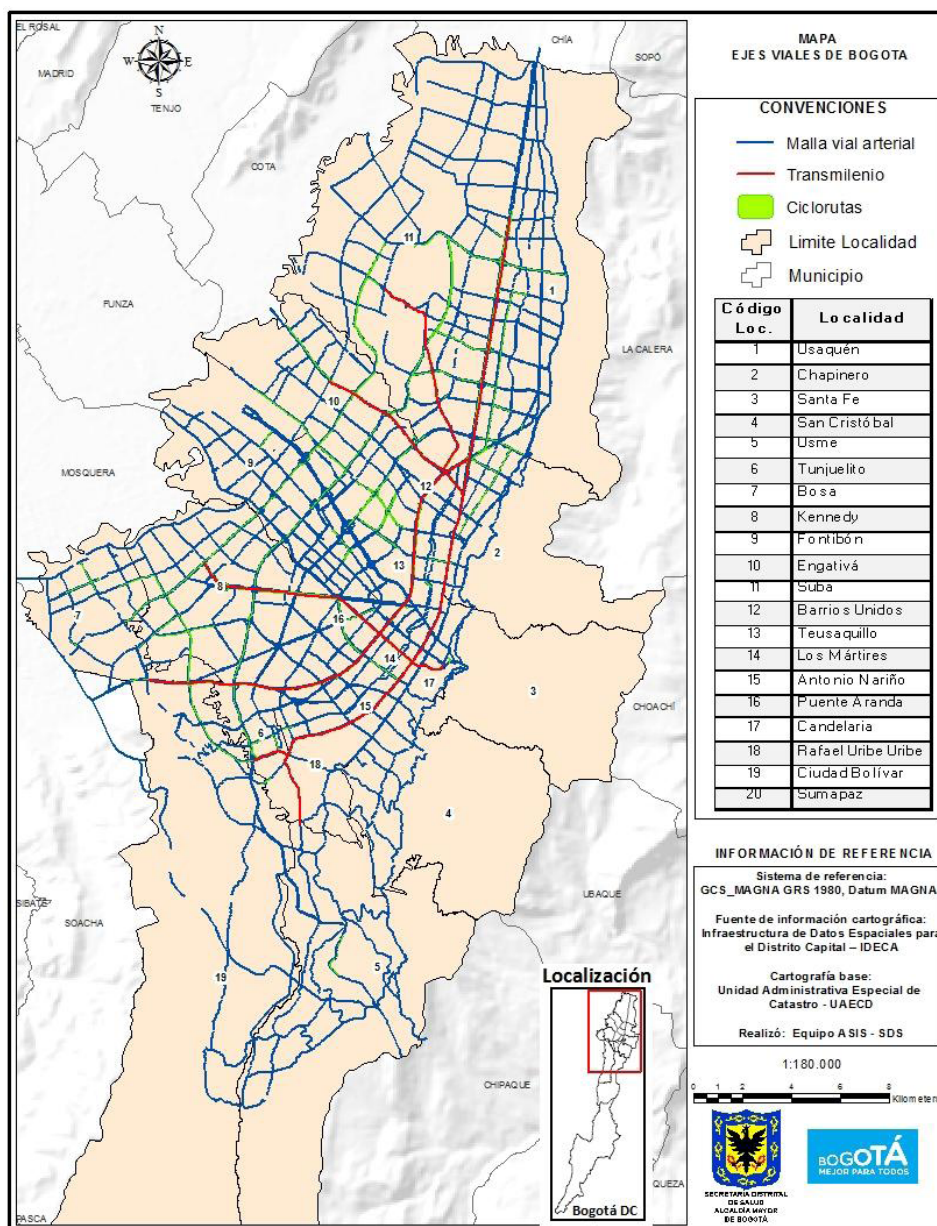 MAPA
EJES VIALES DE BOGOTA
CONVENCIONES
Malla vial arterial
Transmilenio
Ciclorutas
Limite Localidad
Municipio
Código Loc. Localidad
1 Usaquén
2 Chapinero
3 Santa Fe
4 San Cristóbal
5 Usme
6 Tunjuelito
7 Bosa
8 Kennedy
9 Fontibón
10 Engativá
11 Suba
12 Barrios Unidos
13 Teusaquillo
14 Los Mártires
15 Antonio Nariño
16 Puente Aranda
17 Candelaria
18 Rafael Uribe Uribe
19 Ciudad Bolívar
20 Sumapaz
INFORMACIÓN DE REFERENCIA
Sistema de referencia:
GCS_MAGNA GRS 1980, Datum MAGNA
Fuente de información cartográfica:
Infraestructura de Datos Espaciales para
el Distrito Capital – IDECA
Cartografía base:
Unidad Administrativa Especial de
Catastro - UAECD
Realizó: Equipo ASIS - SDS
1:180.000
0 1 2 4 6 8
Kilometer
SECRETARÍA DISTRITAL
DE SALUD
ALCALDÍA MAYOR
DE BOGOTÁ
BOGOTÁ
MEJOR PARA TODOS
EL ROSAL
CHÍA
SOPÓ
MADRID
TENJO
COTA
N
W E
S
FUNZA
LA CALERA
MOSQUERA
CHOACHÍ
UBAQUE
SIBATÉ
SOACHA
CHIPAQUE
QUEZA
PASCA
11
1
10
9
12
2
13
8
7
16
14
17
3
15
6
18
4
19
5
Localización
Bogotá DC